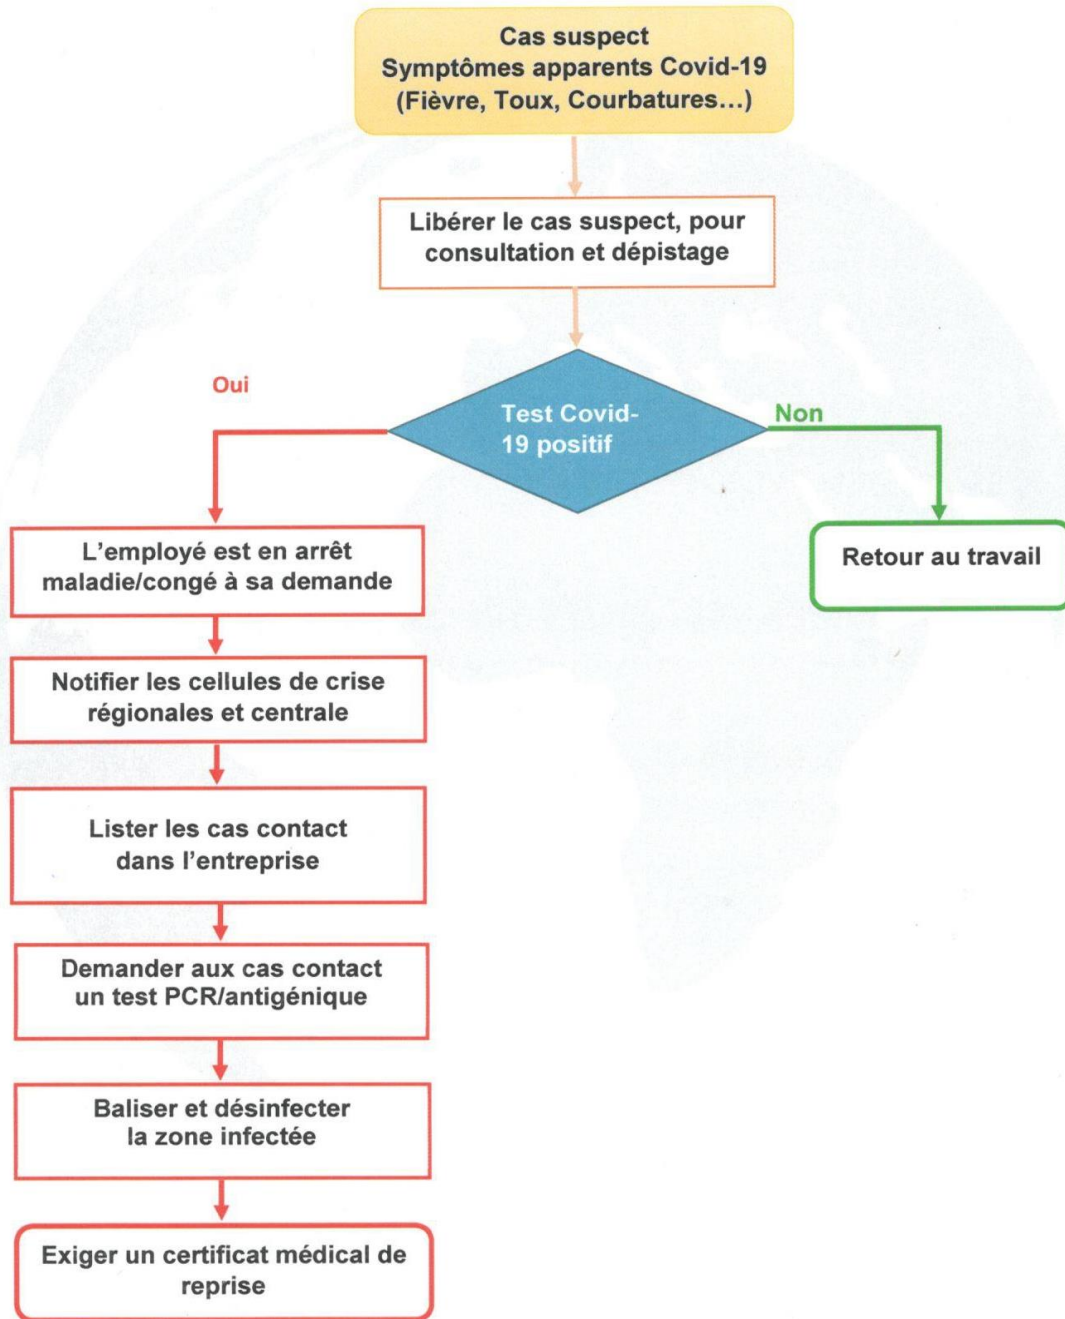 Cas suspect
Symptômes apparents Covid-19
(Fièvre, Toux, Courbatures…)
Libérer le cas suspect, pour
consultation et dépistage
Oui
Test Covid-
19 positif
Non
L'employé est en arrêt
maladie/congé à sa demande
Retour au travail
Notifier les cellules de crise
régionales et centrale
Lister les cas contact
dans l'entreprise
Demander aux cas contact
un test PCR/antigénique
Baliser et désinfecter
la zone infectée
Exiger un certificat médical de
reprise